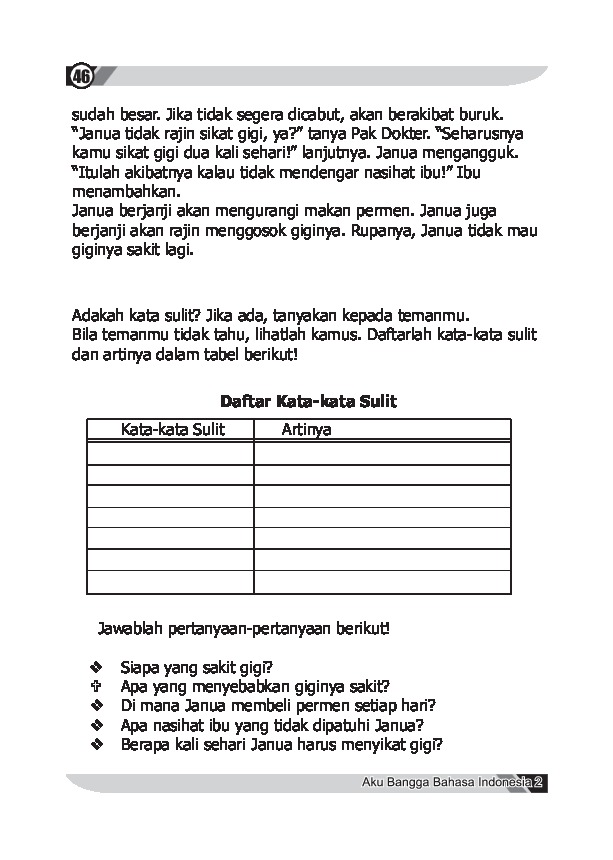 46
sudah besar. Jika tidak segera dicabut, akan berakibat buruk.
“Janua tidak rajin sikat gigi, ya?” tanya Pak Dokter. “Seharusnya
kamu sikat gigi dua kali sehari!” lanjutnya. Janua mengangguk.
“Itulah akibatnya kalau tidak mendengar nasihat ibu!” Ibu
menambahkan.
Janua berjanji akan mengurangi makan permen. Janua juga
berjanji akan rajin menggosok giginya. Rupanya, Janua tidak mau
giginya sakit lagi.
Adakah kata sulit? Jika ada, tanyakan kepada temanmu.
Bila temanmu tidak tahu, lihatlah kamus. Daftarlah kata-kata sulit
dan artinya dalam tabel berikut!
Daftar Kata-kata Sulit
Kata-kata Sulit Artinya
Jawablah pertanyaan-pertanyaan berikut!
❖ Siapa yang sakit gigi?
✞ Apa yang menyebabkan giginya sakit?
❖ Di mana Janua membeli permen setiap hari?
❖ Apa nasihat ibu yang tidak dipatuhi Janua?
❖ Berapa kali sehari Janua harus menyikat gigi?
Aku Bangga Bahasa Indonesia 2